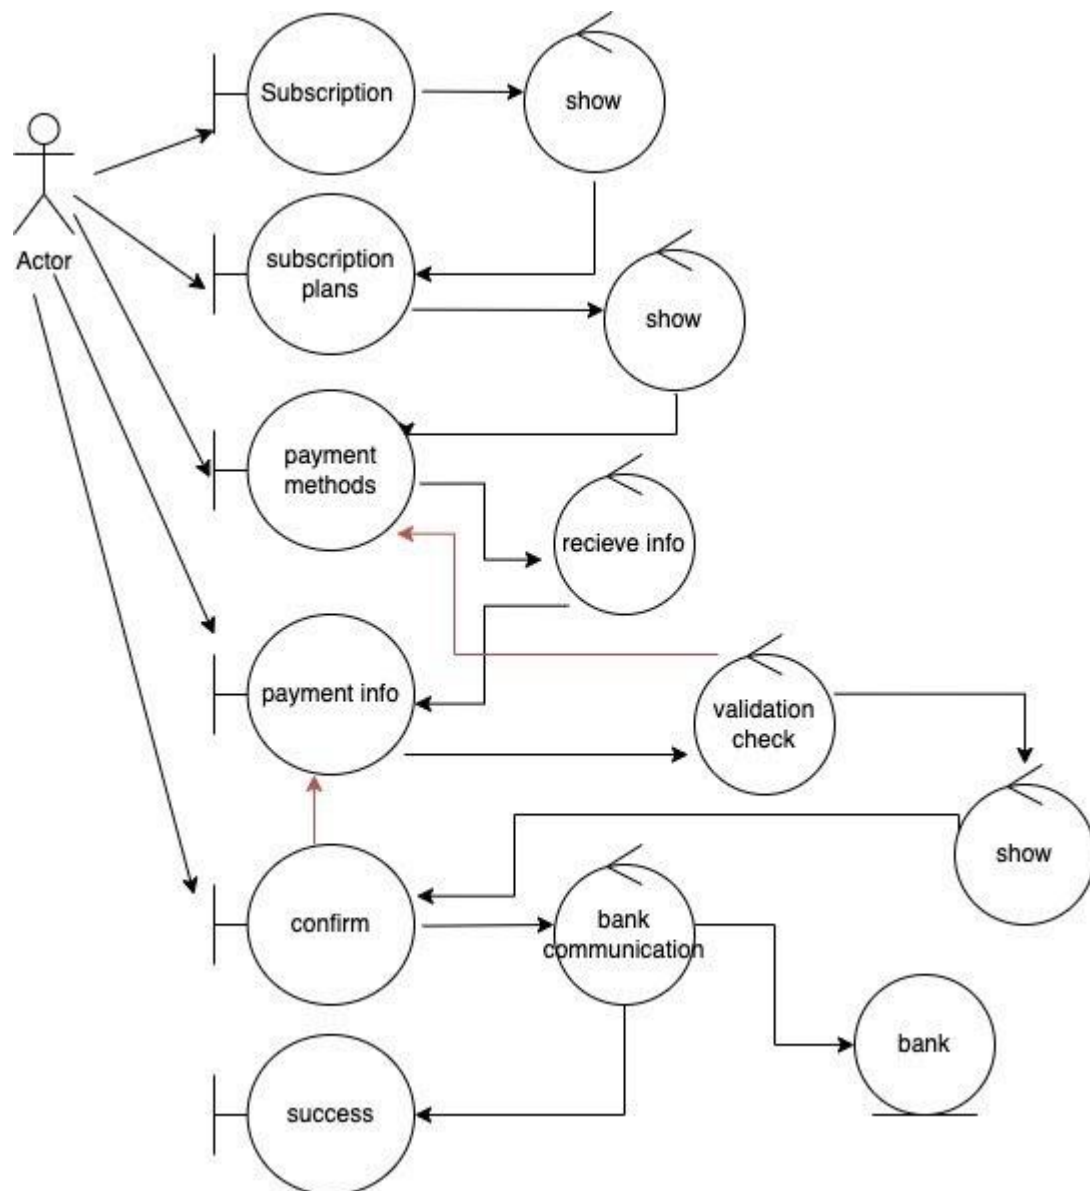 Subscription
show
Actor
subscription
plans
show
payment
methods
recieve info
payment info
validation
check
show
confirm
bank
communication
bank
success